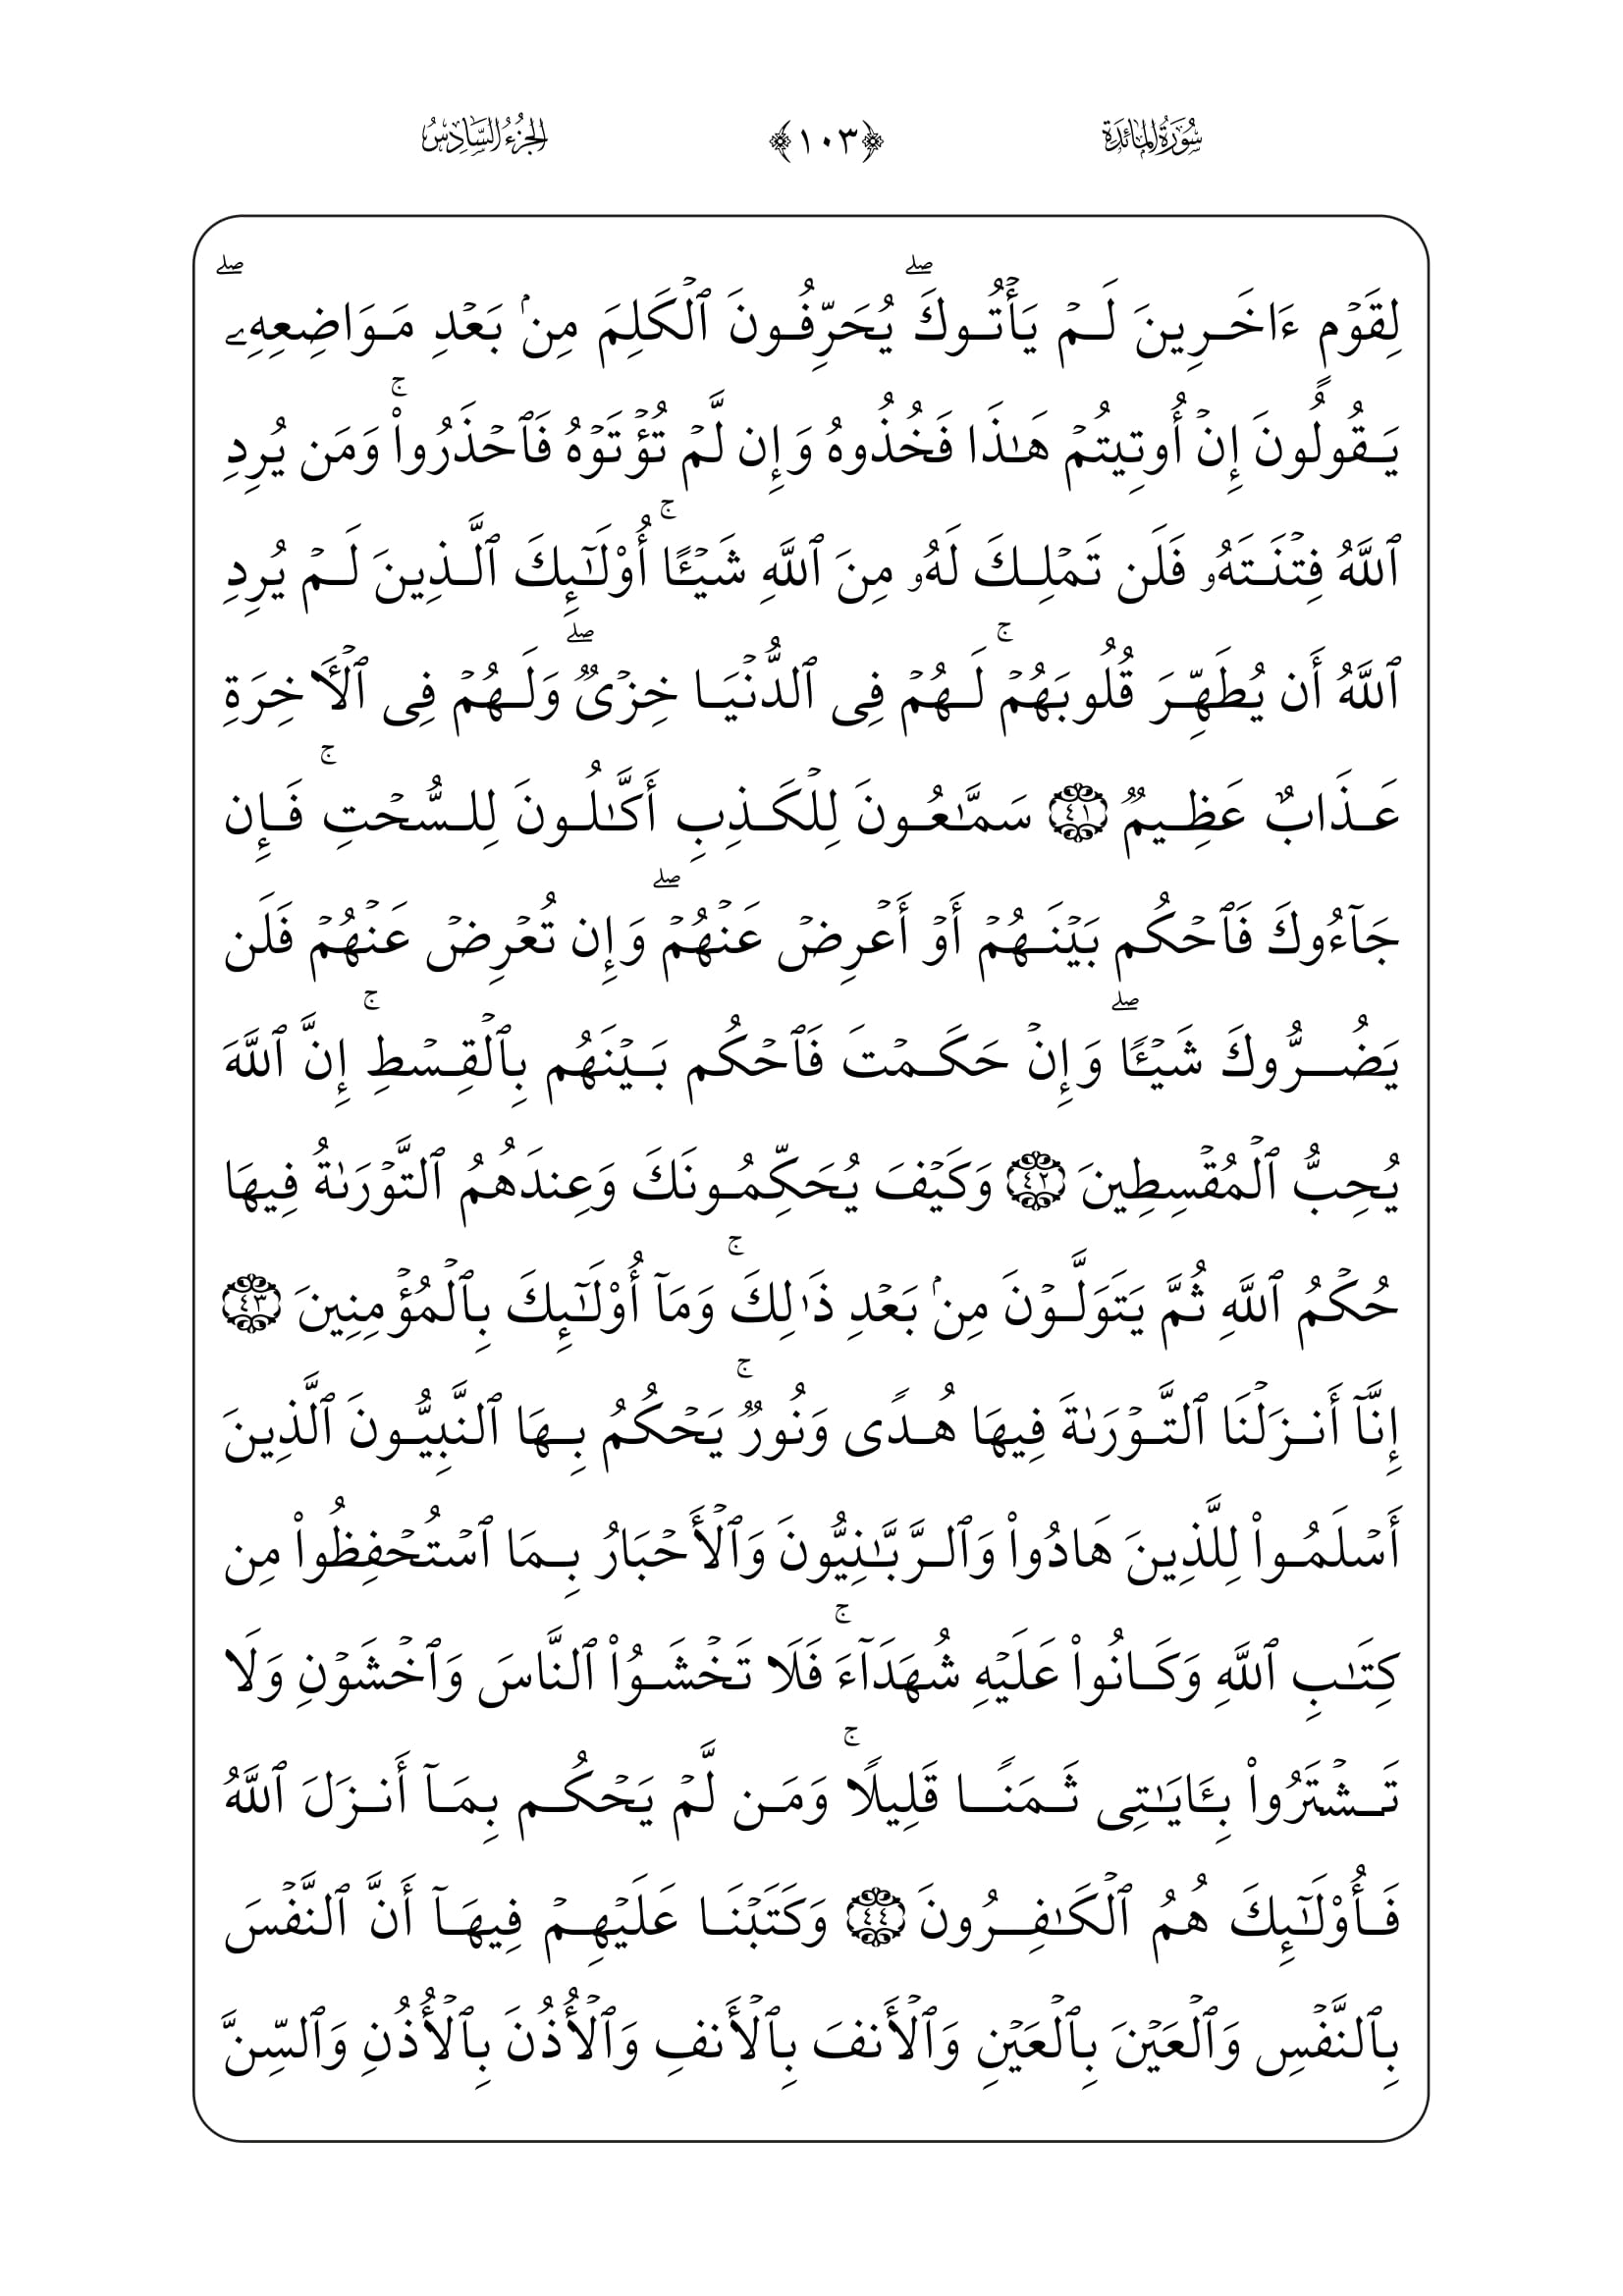 سُورَةُ المَائدَةِ ﴿١٠٣﴾ الجُزْءُ السَّادِسُ
لِقَوۡمٍ ءَاخَرِينَ لَمۡ يَأۡتُوكَۖ يُحَرِّفُونَ ٱلۡكَلِمَ مِنۢ بَعۡدِ مَوَاضِعِهِۦۖ
يَقُولُونَ إِنۡ أُوتِيتُمۡ هَٰذَا فَخُذُوهُ وَإِن لَّمۡ تُؤۡتَوۡهُ فَٱحۡذَرُواْۚ وَمَن يُرِدِ
ٱللَّهُ فِتۡنَتَهُۥ فَلَن تَمۡلِكَ لَهُۥ مِنَ ٱللَّهِ شَيۡـًٔاۚ أُوْلَٰٓئِكَ ٱلَّذِينَ لَمۡ يُرِدِ
ٱللَّهُ أَن يُطَهِّرَ قُلُوبَهُمۡۚ لَهُمۡ فِي ٱلدُّنۡيَا خِزۡيٞۖ وَلَهُمۡ فِي ٱلۡأٓخِرَةِ
عَذَابٌ عَظِيمٞ ٤١ سَمَّٰعُونَ لِلۡكَذِبِ أَكَّٰلُونَ لِلسُّحۡتِۚ فَإِن
جَآءُوكَ فَٱحۡكُم بَيۡنَهُمۡ أَوۡ أَعۡرِضۡ عَنۡهُمۡۖ وَإِن تُعۡرِضۡ عَنۡهُمۡ فَلَن
يَضُرُّوكَ شَيۡـًٔاۖ وَإِنۡ حَكَمۡتَ فَٱحۡكُم بَيۡنَهُم بِٱلۡقِسۡطِۚ إِنَّ ٱللَّهَ
يُحِبُّ ٱلۡمُقۡسِطِينَ ٤٢ وَكَيۡفَ يُحَكِّمُونَكَ وَعِندَهُمُ ٱلتَّوۡرَىٰةُ فِيهَا
حُكۡمُ ٱللَّهِ ثُمَّ يَتَوَلَّوۡنَ مِنۢ بَعۡدِ ذَٰلِكَۚ وَمَآ أُوْلَٰٓئِكَ بِٱلۡمُؤۡمِنِينَ ٤٣
إِنَّآ أَنزَلۡنَا ٱلتَّوۡرَىٰةَ فِيهَا هُدٗى وَنُورٞۚ يَحۡكُمُ بِهَا ٱلنَّبِيُّونَ ٱلَّذِينَ
أَسۡلَمُواْ لِلَّذِينَ هَادُواْ وَٱلرَّبَّٰنِيُّونَ وَٱلۡأَحۡبَارُ بِمَا ٱسۡتُحۡفِظُواْ مِن
كِتَٰبِ ٱللَّهِ وَكَانُواْ عَلَيۡهِ شُهَدَآءَۚ فَلَا تَخۡشَوُاْ ٱلنَّاسَ وَٱخۡشَوۡنِ وَلَا
تَشۡتَرُواْ بِـَٔايَٰتِي ثَمَنٗا قَلِيلٗاۚ وَمَن لَّمۡ يَحۡكُم بِمَآ أَنزَلَ ٱللَّهُ
فَأُوْلَٰٓئِكَ هُمُ ٱلۡكَٰفِرُونَ ٤٤ وَكَتَبۡنَا عَلَيۡهِمۡ فِيهَآ أَنَّ ٱلنَّفۡسَ
بِٱلنَّفۡسِ وَٱلۡعَيۡنَ بِٱلۡعَيۡنِ وَٱلۡأَنفَ بِٱلۡأَنفِ وَٱلۡأُذُنَ بِٱلۡأُذُنِ وَٱلسِّنَّ